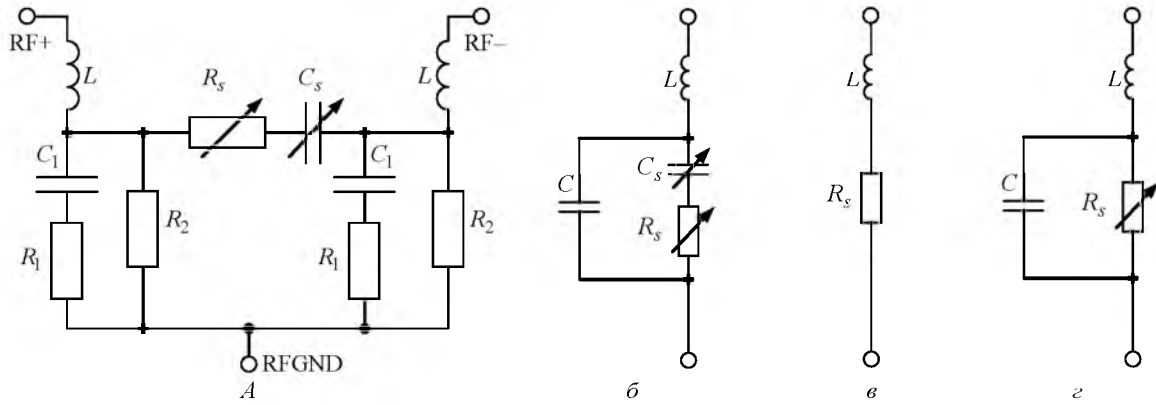 RF+
RF–
L
R_s
C_s
L
C_1
C_1
R_2
R_2
R_1
R_1
RFGND
А
L
C
C_s
R_s
б
L
R_s
в
L
C
R_s
г